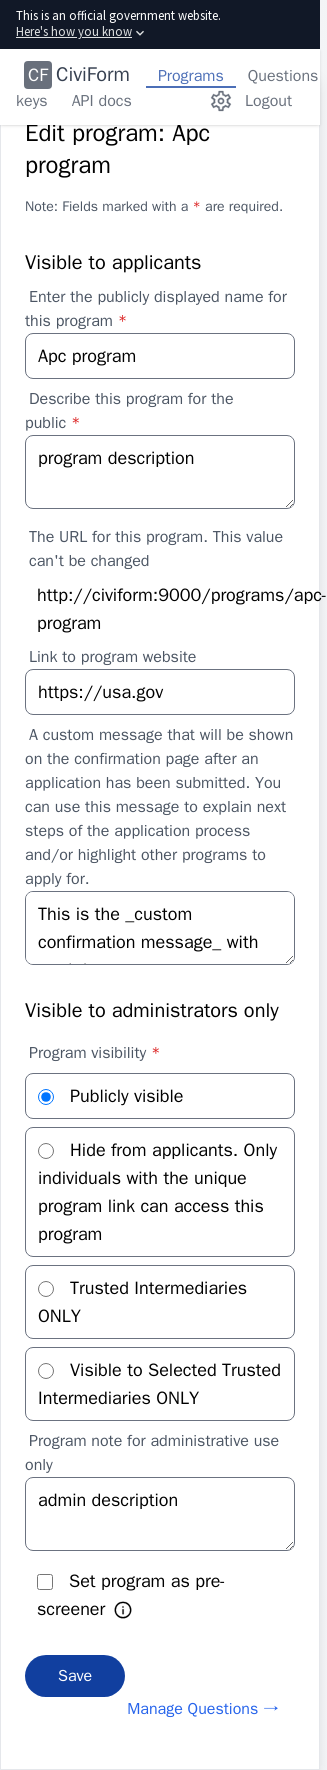 This is an official government website.
Here's how you know
CF CiviForm Programs Questions
keys API docs Logout
Edit program: Apc
program
Note: Fields marked with a * are required.
Visible to applicants
Enter the publicly displayed name for
this program *
Apc program
Describe this program for the
public *
program description
The URL for this program. This value
can't be changed
http://civiform:9000/programs/apc-
program
Link to program website
https://usa.gov
A custom message that will be shown
on the confirmation page after an
application has been submitted. You
can use this message to explain next
steps of the application process
and/or highlight other programs to
apply for.
This is the _custom
confirmation message_ with
Visible to administrators only
Program visibility *
Publicly visible
Hide from applicants. Only
individuals with the unique
program link can access this
program
Trusted Intermediaries
ONLY
Visible to Selected Trusted
Intermediaries ONLY
Program note for administrative use
only
admin description
Set program as pre-
screener
Save
Manage Questions →